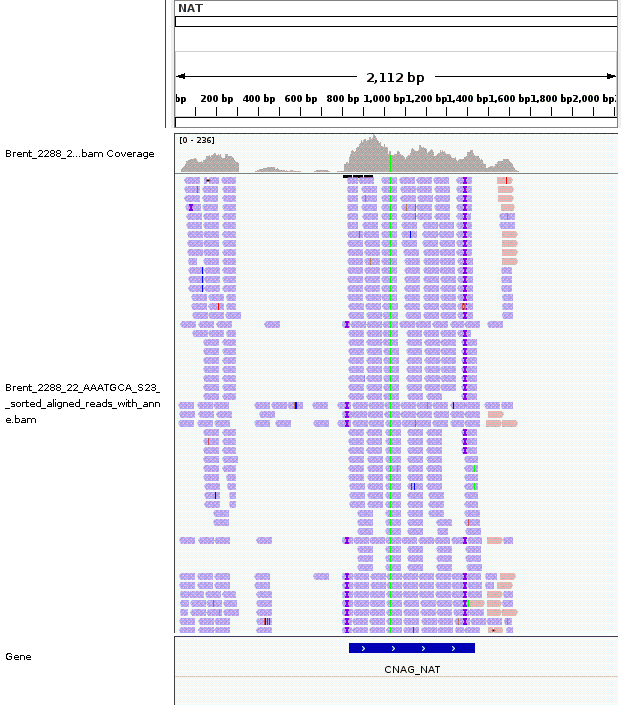 NAT
2,112 bp
bp 200 bp 400 bp 600 bp 800 bp 1,000 bp 1,200 bp 1,400 bp 1,600 bp 1,800 bp 2,000 bp
[0 - 236]
Brent_2288_2...bam Coverage
Brent_2288_22_AAATGCA_S23_
_sorted_aligned_reads_with_ann
e.bam
Gene
CNAG_NAT